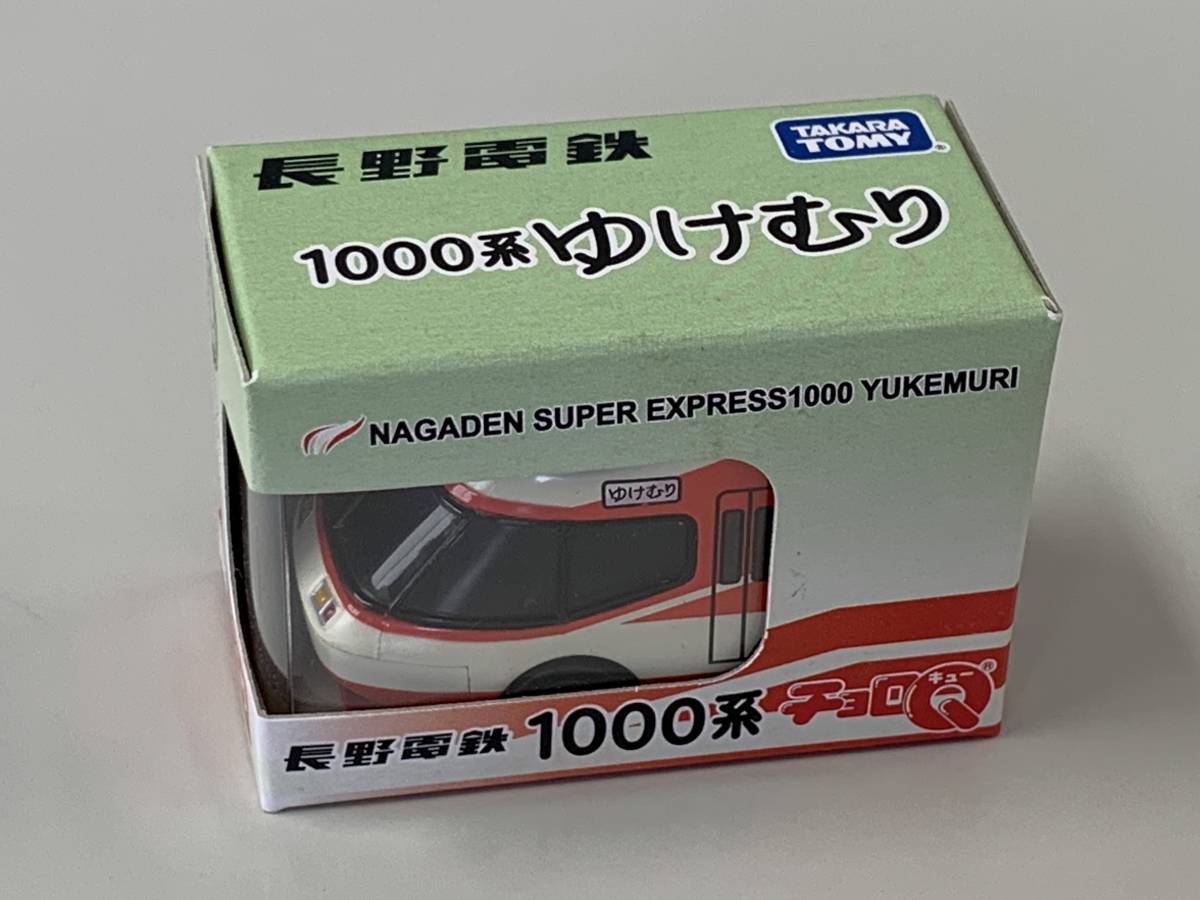 長野電鉄
TAKARA
TOMY
1000系ゆけむり
NAGADEN SUPER EXPRESS1000 YUKEMURI
ゆけむり
長野電鉄 1000系 チョロQ®
キュー